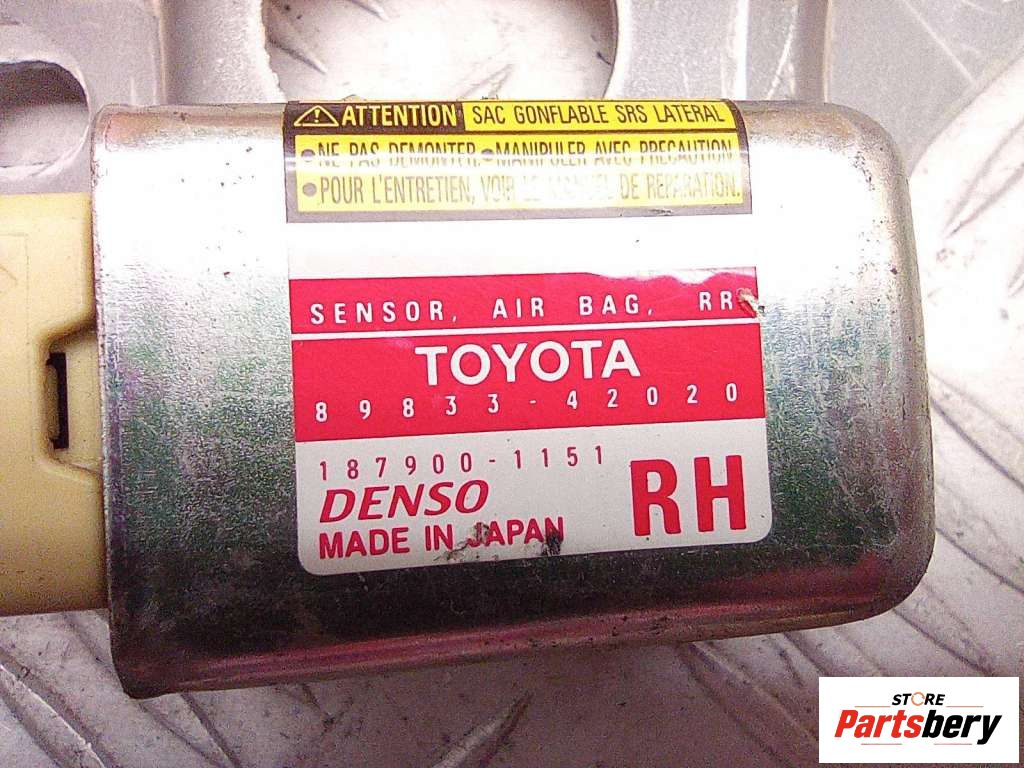 ATTENTION SAC GONFLABLE SRS LATERAL
• NE PAS DEMONTER. • MANIPULER AVEC PRECAUTION
• POUR L'ENTRETIEN, VOIR LE MANUEL DE REPARATION.
SENSOR, AIR BAG, RR
TOYOTA
89833-42020
187900-1151
DENSO
RH
MADE IN JAPAN
STORE
Partsbery